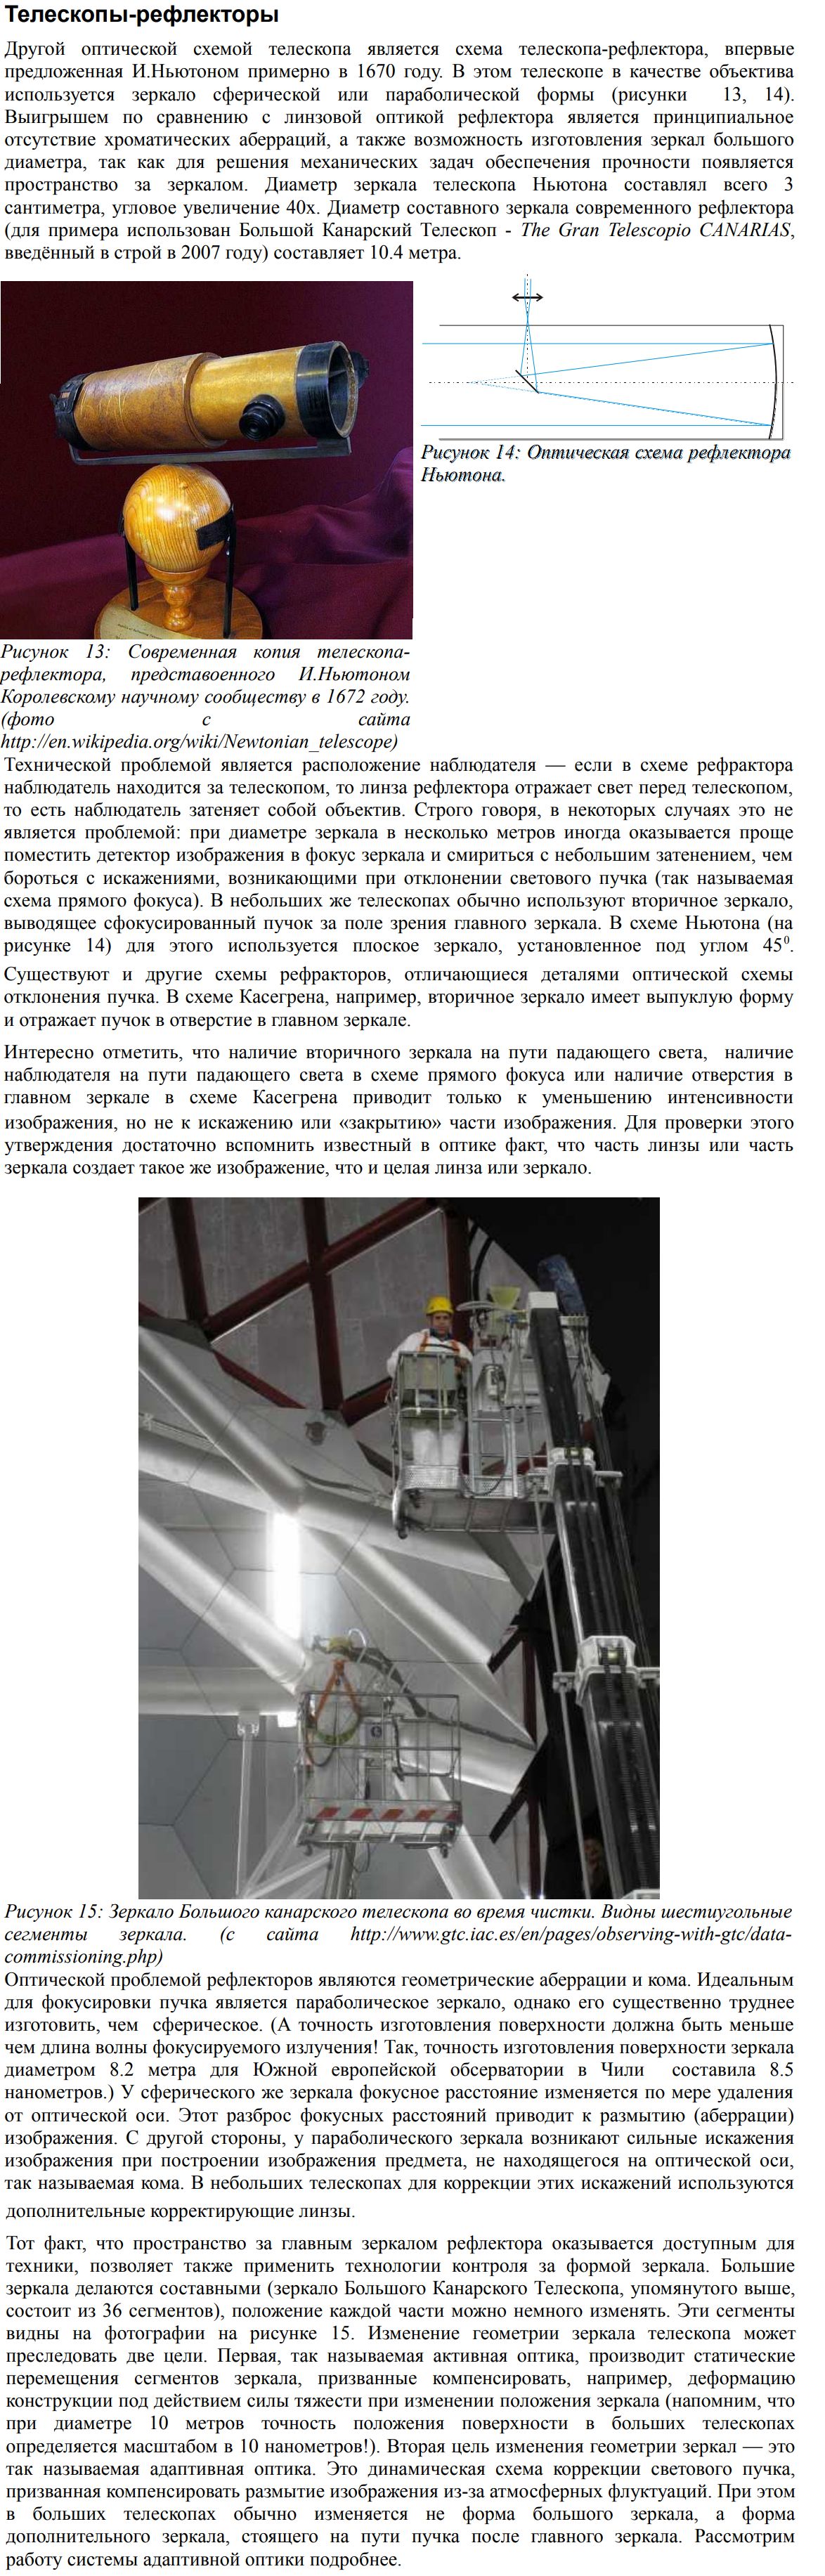 Телескопы-рефлекторы
Другой оптической схемой телескопа является схема телескопа-рефлектора, впервые
предложенная И.Ньютоном примерно в 1670 году. В этом телескопе в качестве объектива
используется зеркало сферической или параболической формы (рисунки 13, 14).
Выигрышем по сравнению с линзовой оптикой рефлектора является принципиальное
отсутствие хроматических аберраций, а также возможность изготовления зеркал большого
диаметра, так как для решения механических задач обеспечения прочности появляется
пространство за зеркалом. Диаметр зеркала телескопа Ньютона составлял всего 3
сантиметра, угловое увеличение 40x. Диаметр составного зеркала современного рефлектора
(для примера использован Большой Канарский Телескоп - The Gran Telescopio CANARIAS,
введённый в строй в 2007 году) составляет 10.4 метра.
Рисунок 14: Оптическая схема рефлектора
Ньютона.
Рисунок 13: Современная копия телескопа-
рефлектора, представоенного И.Ньютоном
Королевскому научному сообществу в 1672 году.
(фото с сайта
http://en.wikipedia.org/wiki/Newtonian_telescope)
Технической проблемой является расположение наблюдателя — если в схеме рефрактора
наблюдатель находится за телескопом, то линза рефлектора отражает свет перед телескопом,
то есть наблюдатель затеняет собой объектив. Строго говоря, в некоторых случаях это не
является проблемой: при диаметре зеркала в несколько метров иногда оказывается проще
поместить детектор изображения в фокус зеркала и смириться с небольшим затенением, чем
бороться с искажениями, возникающими при отклонении светового пучка (так называемая
схема прямого фокуса). В небольших же телескопах обычно используют вторичное зеркало,
выводящее сфокусированный пучок за поле зрения главного зеркала. В схеме Ньютона (на
рисунке 14) для этого используется плоское зеркало, установленное под углом 45⁰.
Существуют и другие схемы рефракторов, отличающиеся деталями оптической схемы
отклонения пучка. В схеме Касегрена, например, вторичное зеркало имеет выпуклую форму
и отражает пучок в отверстие в главном зеркале.
Интересно отметить, что наличие вторичного зеркала на пути падающего света, наличие
наблюдателя на пути падающего света в схеме прямого фокуса или наличие отверстия в
главном зеркале в схеме Касегрена приводит только к уменьшению интенсивности
изображения, но не к искажению или «закрытию» части изображения. Для проверки этого
утверждения достаточно вспомнить известный в оптике факт, что часть линзы или часть
зеркала создает такое же изображение, что и целая линза или зеркало.
Рисунок 15: Зеркало Большого канарского телескопа во время чистки. Видны шестиугольные
сегменты зеркала. (с сайта http://www.gtc.iac.es/en/pages/observing-with-gtc/data-
commissioning.php)
Оптической проблемой рефлекторов являются геометрические аберрации и кома. Идеальным
для фокусировки пучка является параболическое зеркало, однако его существенно труднее
изготовить, чем сферическое. (А точность изготовления поверхности должна быть меньше
чем длина волны фокусируемого излучения! Так, точность изготовления поверхности зеркала
диаметром 8.2 метра для Южной европейской обсерватории в Чили составила 8.5
нанометров.) У сферического же зеркала фокусное расстояние изменяется по мере удаления
от оптической оси. Этот разброс фокусных расстояний приводит к размытию (аберрации)
изображения. С другой стороны, у параболического зеркала возникают сильные искажения
изображения при построении изображения предмета, не находящегося на оптической оси,
так называемая кома. В небольших телескопах для коррекции этих искажений используются
дополнительные корректирующие линзы.
Тот факт, что пространство за главным зеркалом рефлектора оказывается доступным для
техники, позволяет также применить технологии контроля за формой зеркала. Большие
зеркала делаются составными (зеркало Большого Канарского Телескопа, упомянутого выше,
состоит из 36 сегментов), положение каждой части можно немного изменять. Эти сегменты
видны на фотографии на рисунке 15. Изменение геометрии зеркала телескопа может
преследовать две цели. Первая, так называемая активная оптика, производит статические
перемещения сегментов зеркала, призванные компенсировать, например, деформацию
конструкции под действием силы тяжести при изменении положения зеркала (напомним, что
при диаметре 10 метров точность положения поверхности в больших телескопах
определяется масштабом в 10 нанометров!). Вторая цель изменения геометрии зеркал — это
так называемая адаптивная оптика. Это динамическая схема коррекции светового пучка,
призванная компенсировать размытие изображения из-за атмосферных флуктуаций. При этом
в больших телескопах обычно изменяется не форма большого зеркала, а форма
дополнительного зеркала, стоящего на пути пучка после главного зеркала. Рассмотрим
работу системы адаптивной оптики подробнее.